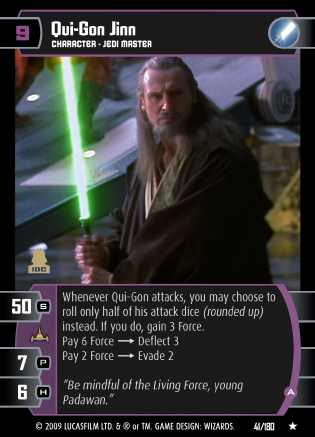 9
Qui-Gon Jinn
CHARACTER - JEDI MASTER
IDC
50 S
7 P
6 H
Whenever Qui-Gon attacks, you may choose to
roll only half of his attack dice (rounded up)
instead. If you do, gain 3 Force.
Pay 6 Force → Deflect 3
Pay 2 Force → Evade 2
"Be mindful of the Living Force, young
Padawan."
A
© 2009 LUCASFILM LTD. & ® or TM. GAME DESIGN: WIZARDS. 41/180 ★